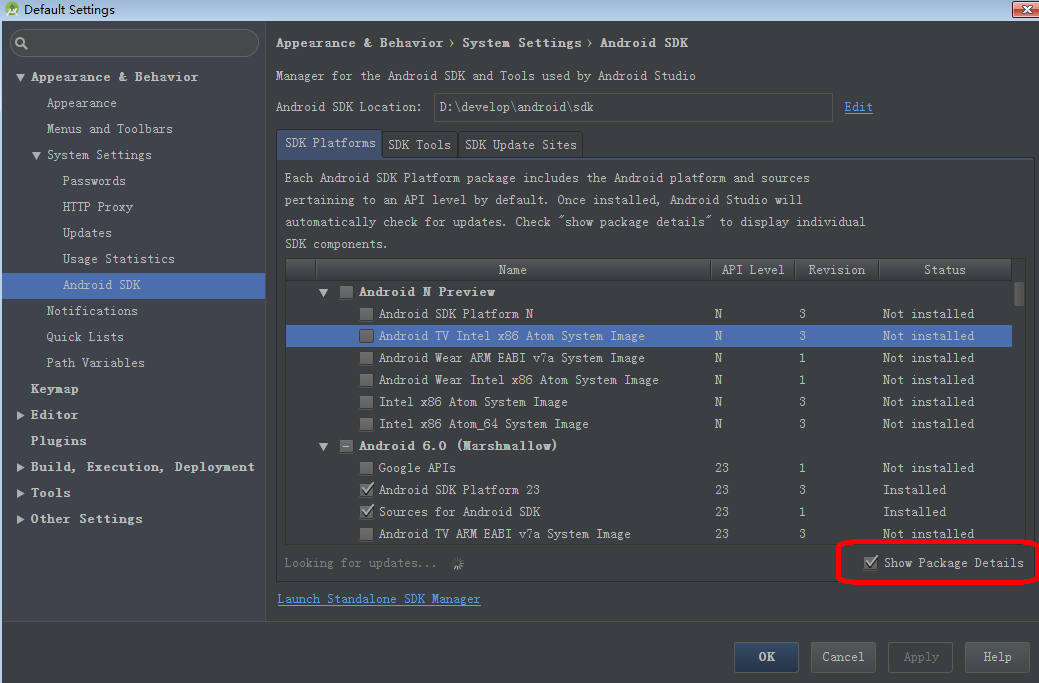 Default Settings
Appearance & Behavior
Appearance
Menus and Toolbars
System Settings
Passwords
HTTP Proxy
Updates
Usage Statistics
Android SDK
Notifications
Quick Lists
Path Variables
Keymap
Editor
Plugins
Build, Execution, Deployment
Tools
Other Settings
Appearance & Behavior › System Settings › Android SDK
Manager for the Android SDK and Tools used by Android Studio
Android SDK Location: D:\develop\android\sdk Edit
SDK Platforms SDK Tools SDK Update Sites
Each Android SDK Platform package includes the Android platform and sources
pertaining to an API level by default. Once installed, Android Studio will
automatically check for updates. Check "show package details" to display individual
SDK components.
Name API Level Revision Status
Android N Preview
Android SDK Platform N N 3 Not installed
Android TV Intel x86 Atom System Image N 3 Not installed
Android Wear ARM EABI v7a System Image N 1 Not installed
Android Wear Intel x86 Atom System Image N 1 Not installed
Intel x86 Atom System Image N 3 Not installed
Intel x86 Atom_64 System Image N 3 Not installed
Android 6.0 (Marshmallow)
Google APIs 23 1 Not installed
Android SDK Platform 23 23 3 Installed
Sources for Android SDK 23 1 Installed
Android TV ARM EABI v7a System Image 23 3 Not installed
Looking for updates... Show Package Details
Launch Standalone SDK Manager
OK Cancel Apply Help